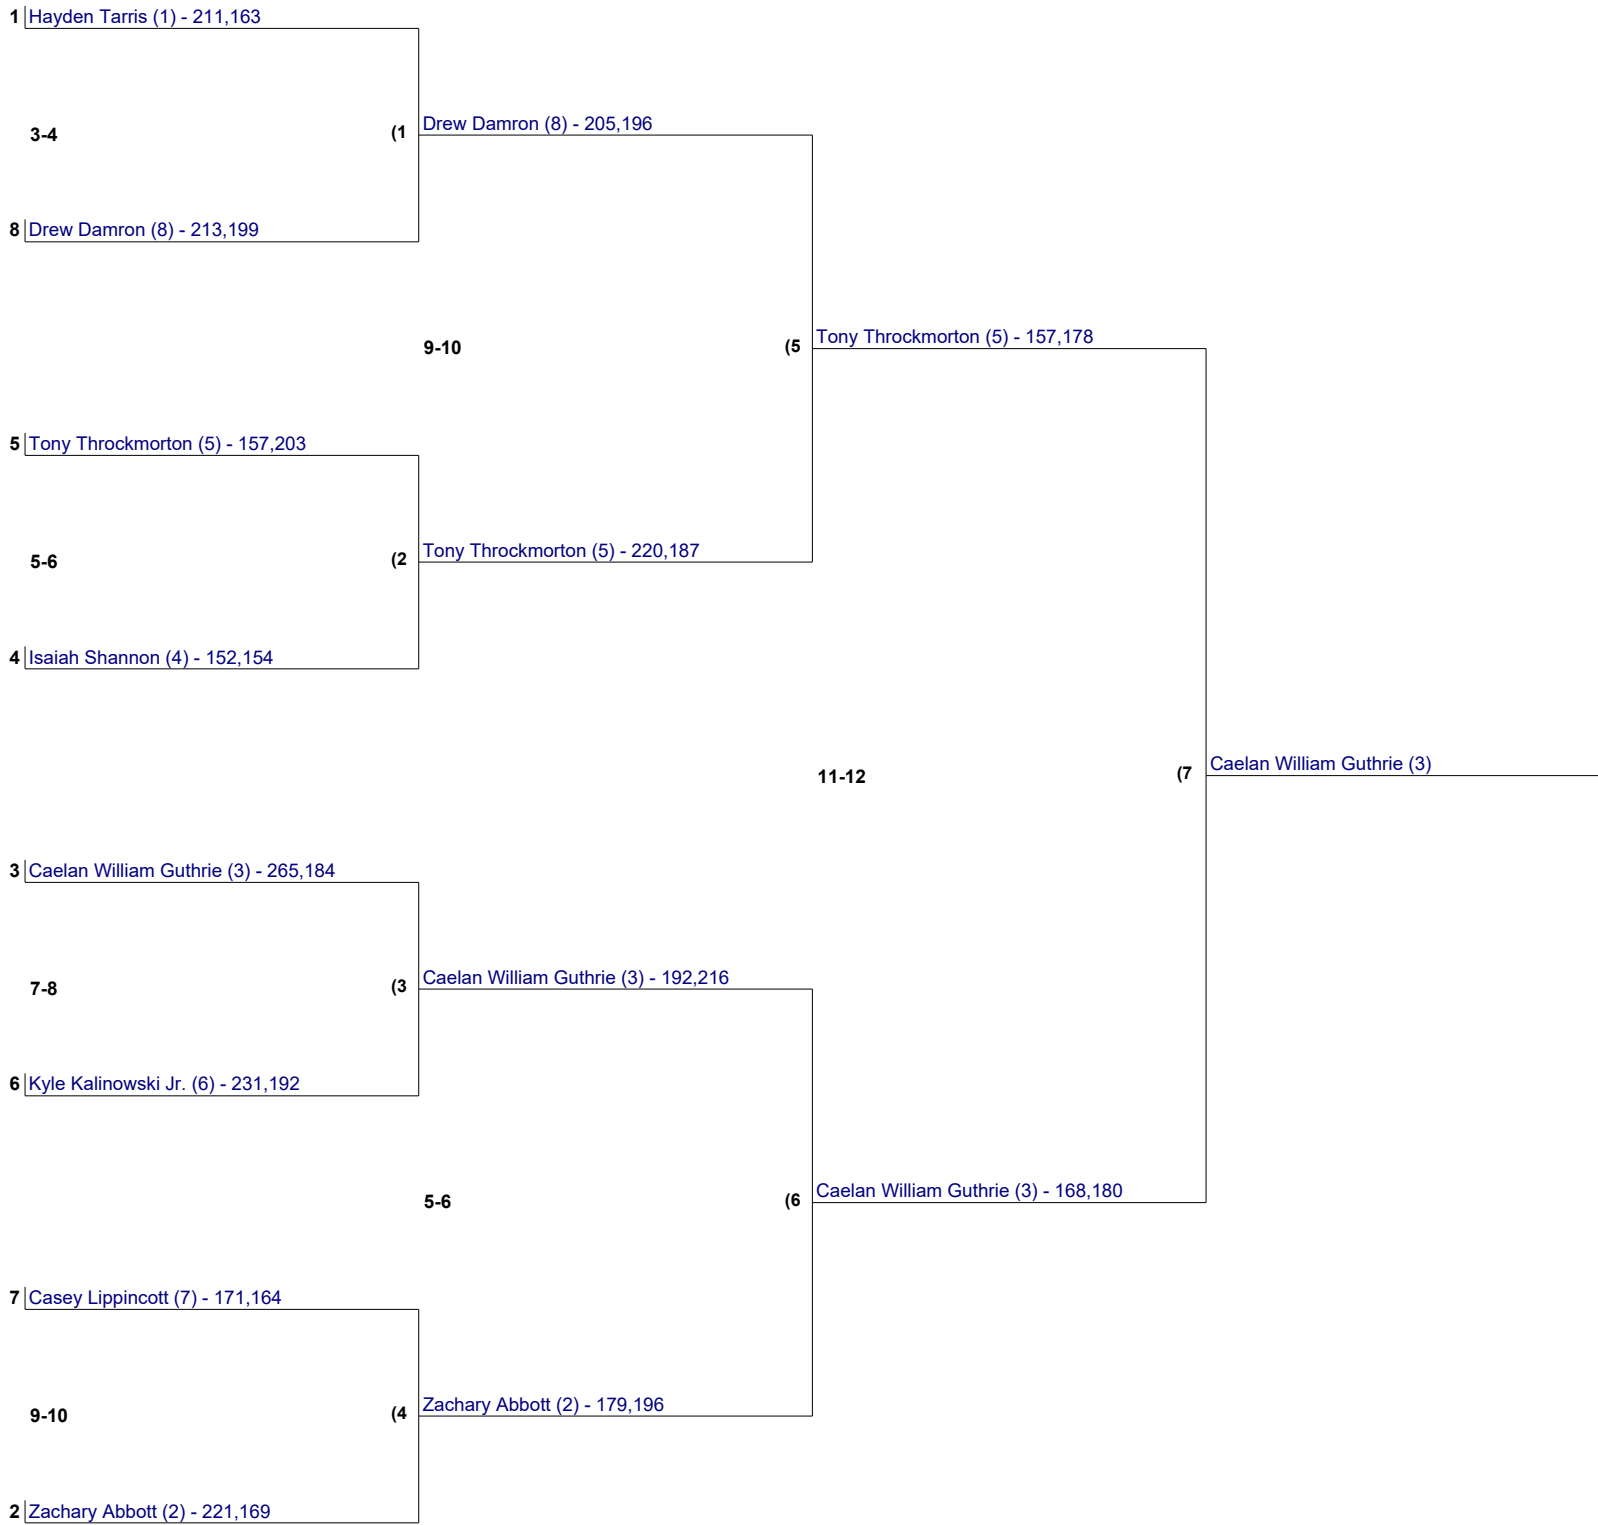 1 Hayden Tarris (1) - 211,163
3-4 (1 Drew Damron (8) - 205,196
8 Drew Damron (8) - 213,199
9-10 (5 Tony Throckmorton (5) - 157,178
5 Tony Throckmorton (5) - 157,203
5-6 (2 Tony Throckmorton (5) - 220,187
4 Isaiah Shannon (4) - 152,154
11-12 (7 Caelan William Guthrie (3)
3 Caelan William Guthrie (3) - 265,184
7-8 (3 Caelan William Guthrie (3) - 192,216
6 Kyle Kalinowski Jr. (6) - 231,192
5-6 (6 Caelan William Guthrie (3) - 168,180
7 Casey Lippincott (7) - 171,164
9-10 (4 Zachary Abbott (2) - 179,196
2 Zachary Abbott (2) - 221,169